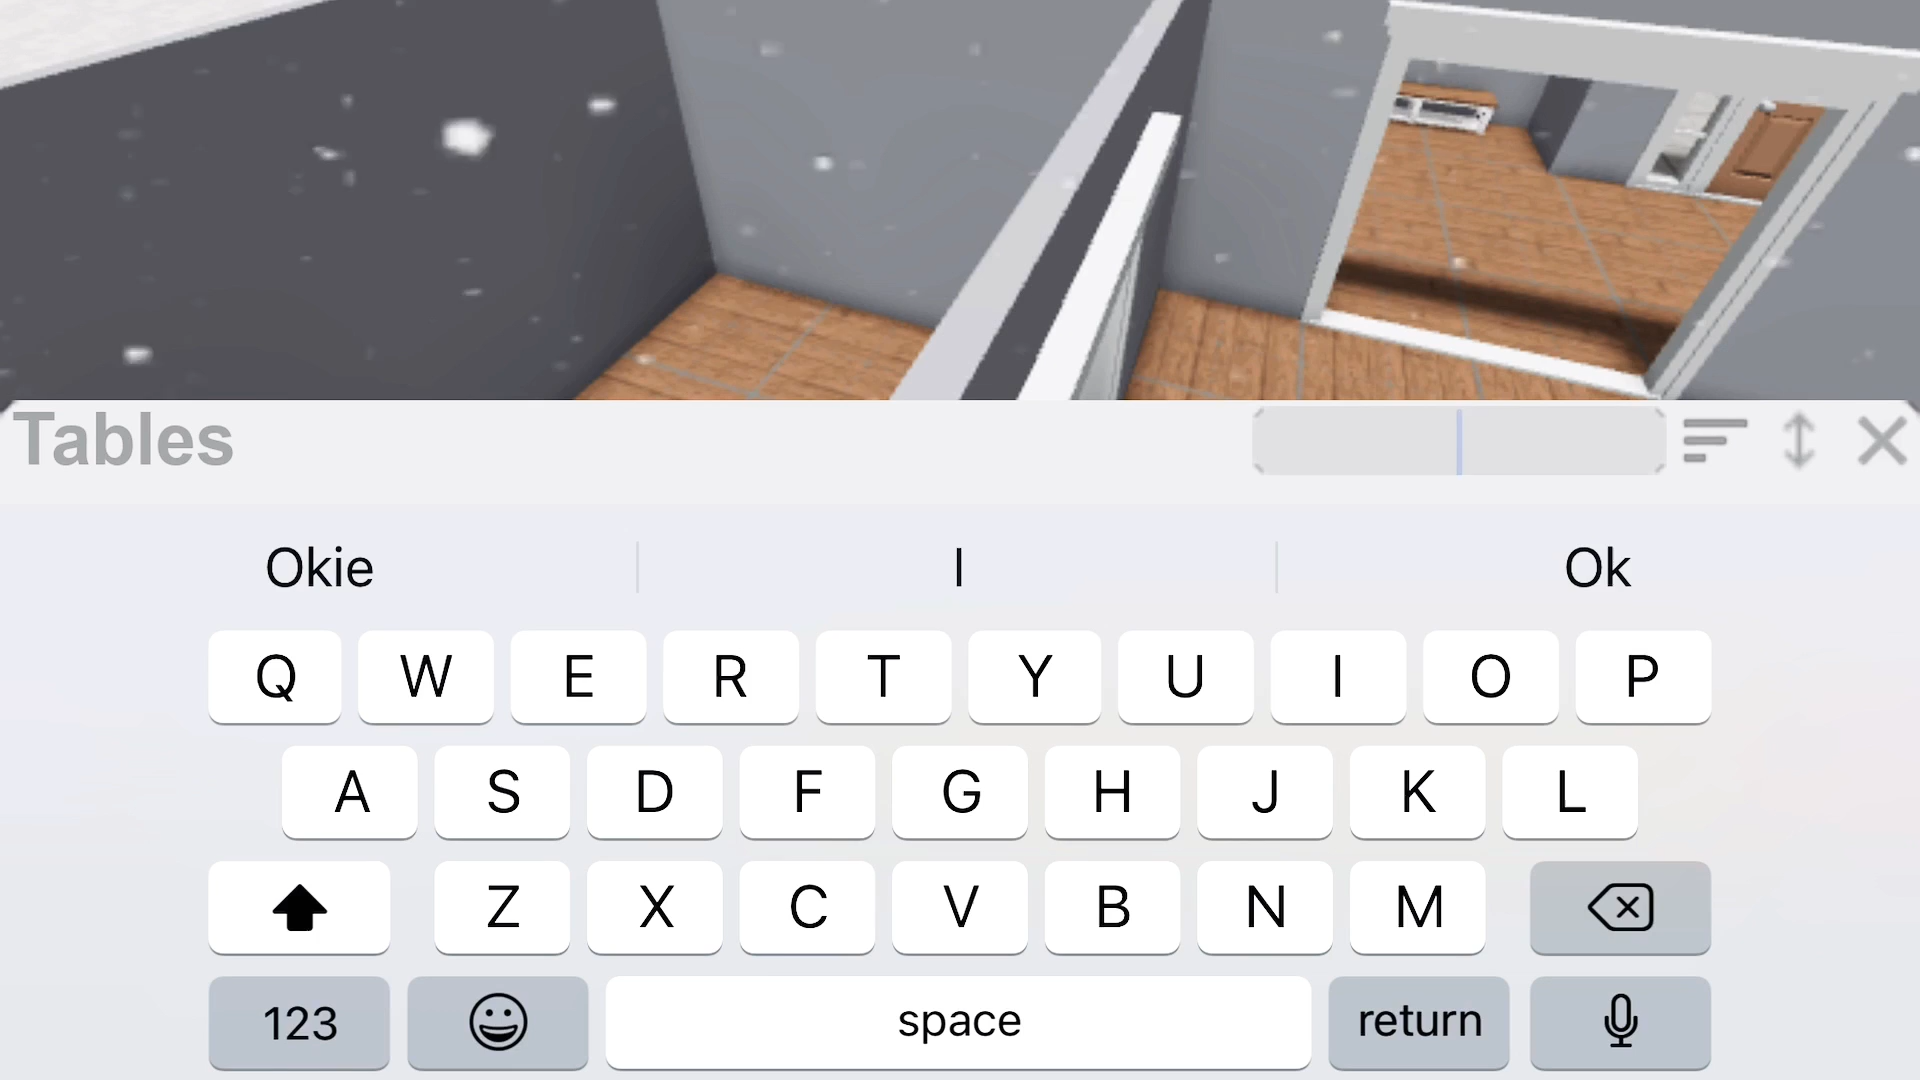 Tables
Okie I Ok
Q W E R T Y U I O P
A S D F G H J K L
Z X C V B N M
123 space return